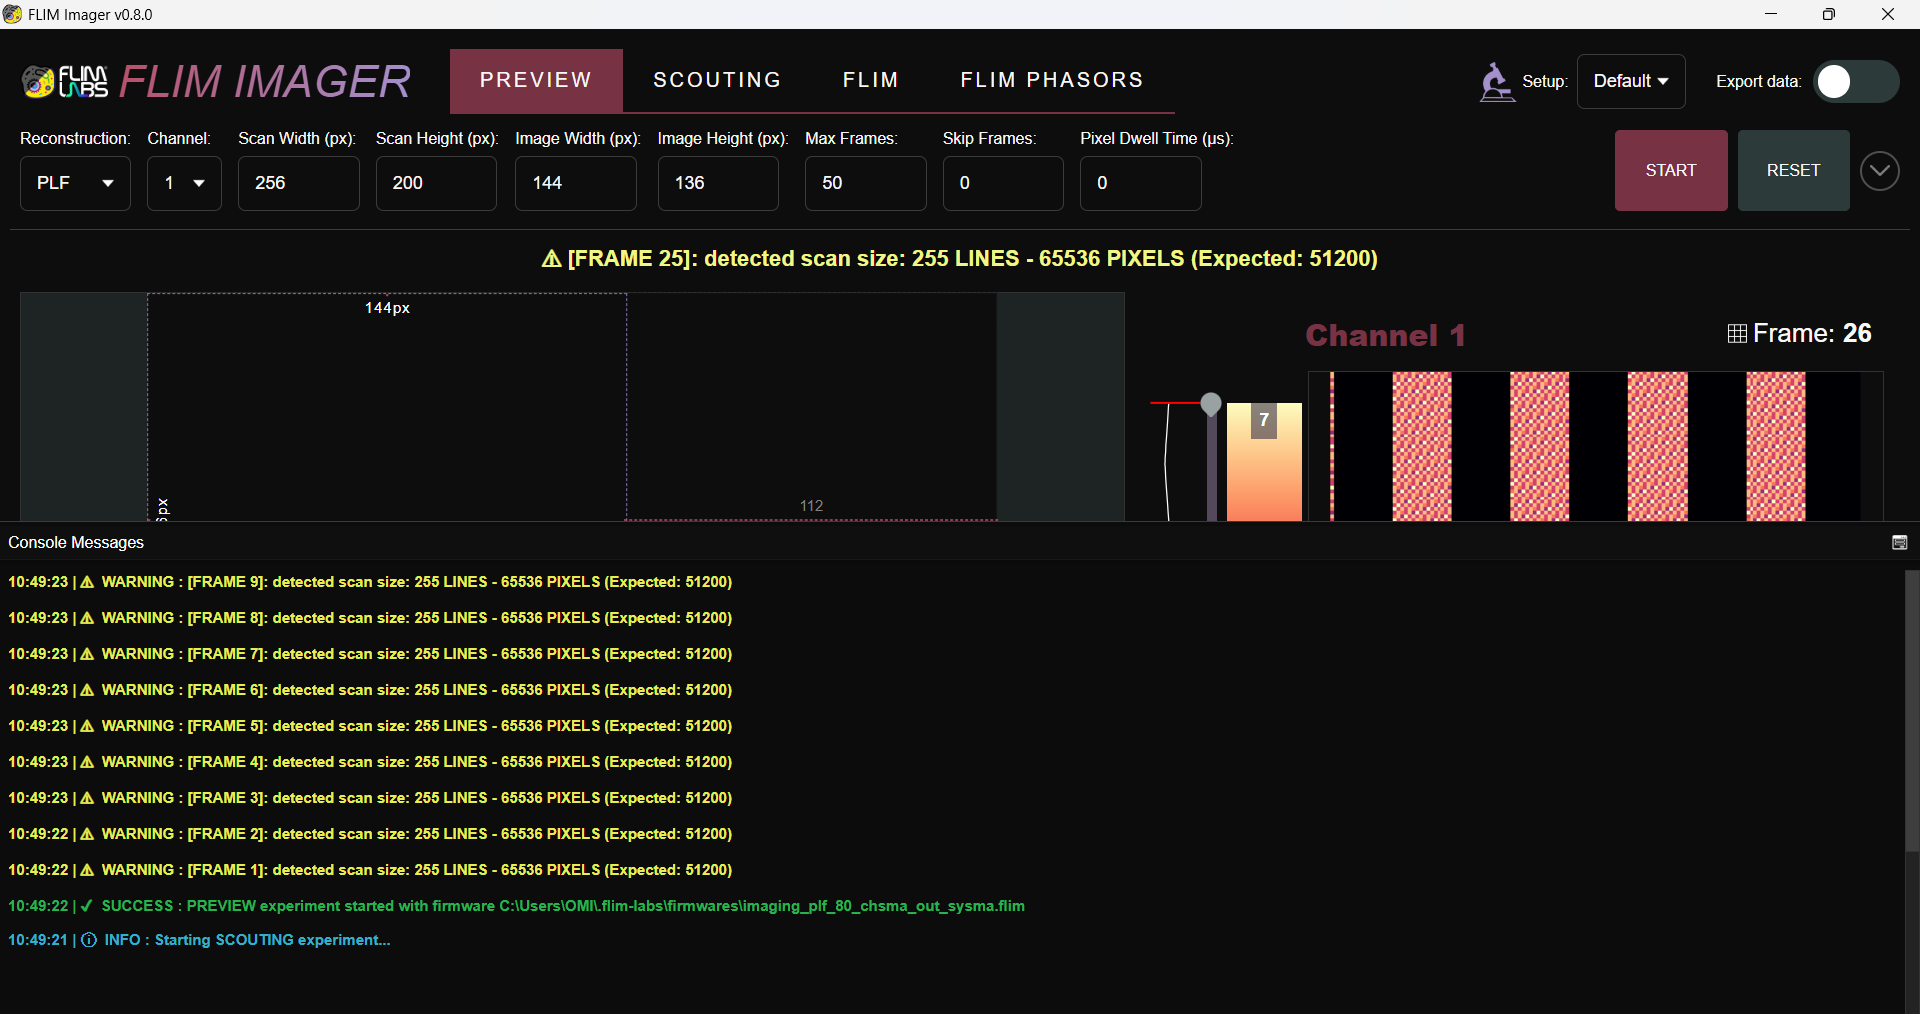 FLIM Imager v0.8.0
FLIM LABS FLIM IMAGER
PREVIEW SCOUTING FLIM FLIM PHASORS
Setup: Default Export data:
Reconstruction: Channel: Scan Width (px): Scan Height (px): Image Width (px): Image Height (px): Max Frames: Skip Frames: Pixel Dwell Time (µs):
PLF 1 256 200 144 136 50 0 0
START RESET
⚠ [FRAME 25]: detected scan size: 255 LINES - 65536 PIXELS (Expected: 51200)
144px
Channel 1
Frame: 26
7
112
Console Messages
10:49:23 | ⚠ WARNING : [FRAME 9]: detected scan size: 255 LINES - 65536 PIXELS (Expected: 51200)
10:49:23 | ⚠ WARNING : [FRAME 8]: detected scan size: 255 LINES - 65536 PIXELS (Expected: 51200)
10:49:23 | ⚠ WARNING : [FRAME 7]: detected scan size: 255 LINES - 65536 PIXELS (Expected: 51200)
10:49:23 | ⚠ WARNING : [FRAME 6]: detected scan size: 255 LINES - 65536 PIXELS (Expected: 51200)
10:49:23 | ⚠ WARNING : [FRAME 5]: detected scan size: 255 LINES - 65536 PIXELS (Expected: 51200)
10:49:23 | ⚠ WARNING : [FRAME 4]: detected scan size: 255 LINES - 65536 PIXELS (Expected: 51200)
10:49:23 | ⚠ WARNING : [FRAME 3]: detected scan size: 255 LINES - 65536 PIXELS (Expected: 51200)
10:49:22 | ⚠ WARNING : [FRAME 2]: detected scan size: 255 LINES - 65536 PIXELS (Expected: 51200)
10:49:22 | ⚠ WARNING : [FRAME 1]: detected scan size: 255 LINES - 65536 PIXELS (Expected: 51200)
10:49:22 | ✓ SUCCESS : PREVIEW experiment started with firmware C:\Users\OMI\.flim-labs\firmwares\imaging_plf_80_chsma_out_sysma.flim
10:49:21 | ⓘ INFO : Starting SCOUTING experiment...